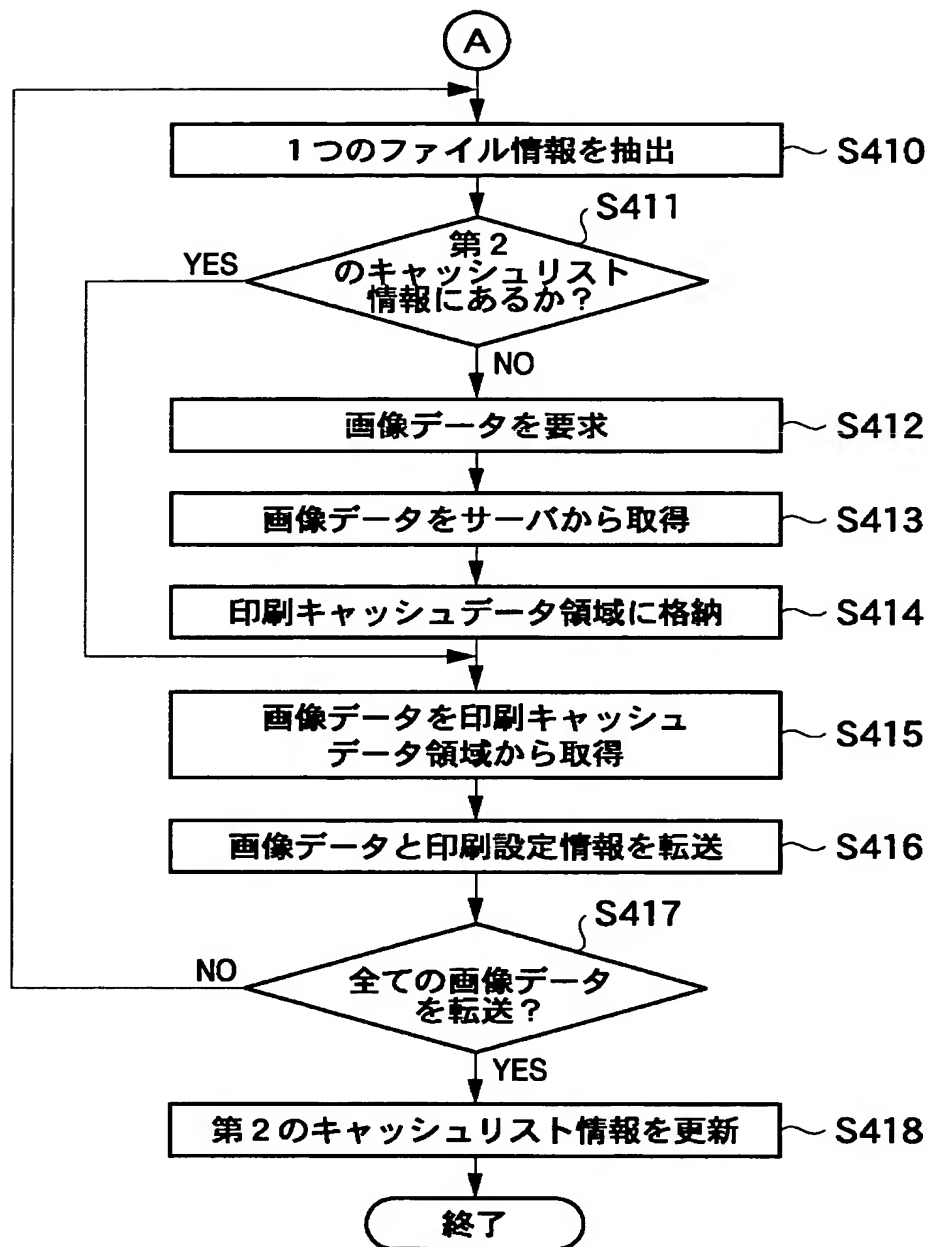 A
1つのファイル情報を抽出
S410
S411
第2
のキャッシュリスト
情報にあるか?
YES
NO
画像データを要求
S412
画像データをサーバから取得
S413
印刷キャッシュデータ領域に格納
S414
画像データを印刷キャッシュ
データ領域から取得
S415
画像データと印刷設定情報を転送
S416
S417
全ての画像データ
を転送?
NO
YES
第2のキャッシュリスト情報を更新
S418
終了